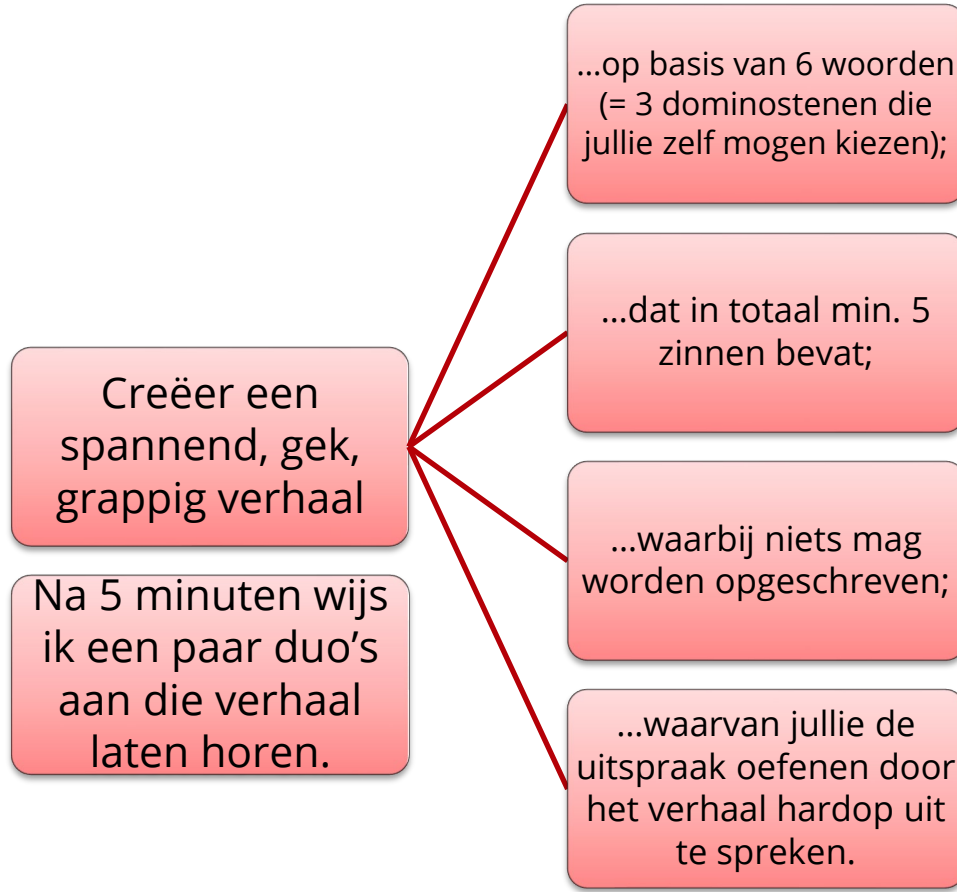 Creëer een
spannend, gek,
grappig verhaal
...op basis van 6 woorden
(= 3 dominostenen die
jullie zelf mogen kiezen);
...dat in totaal min. 5
zinnen bevat;
...waarbij niets mag
worden opgeschreven;
...waarvan jullie de
uitspraak oefenen door
het verhaal hardop uit
te spreken.
Na 5 minuten wijs
ik een paar duo’s
aan die verhaal
laten horen.